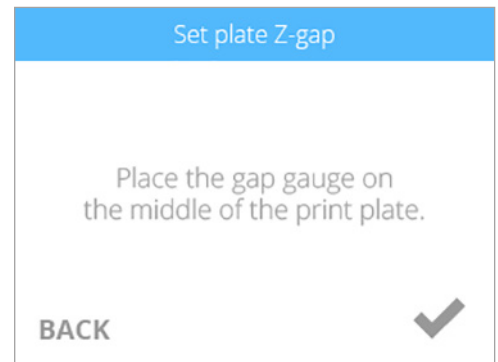 Set plate Z-gap
Place the gap gauge on
the middle of the print plate.
BACK